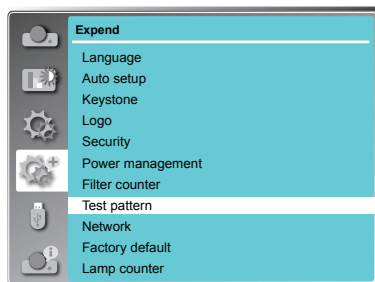 Expend
Language
Auto setup
Keystone
Logo
Security
Power management
Filter counter
Test pattern
Network
Factory default
Lamp counter